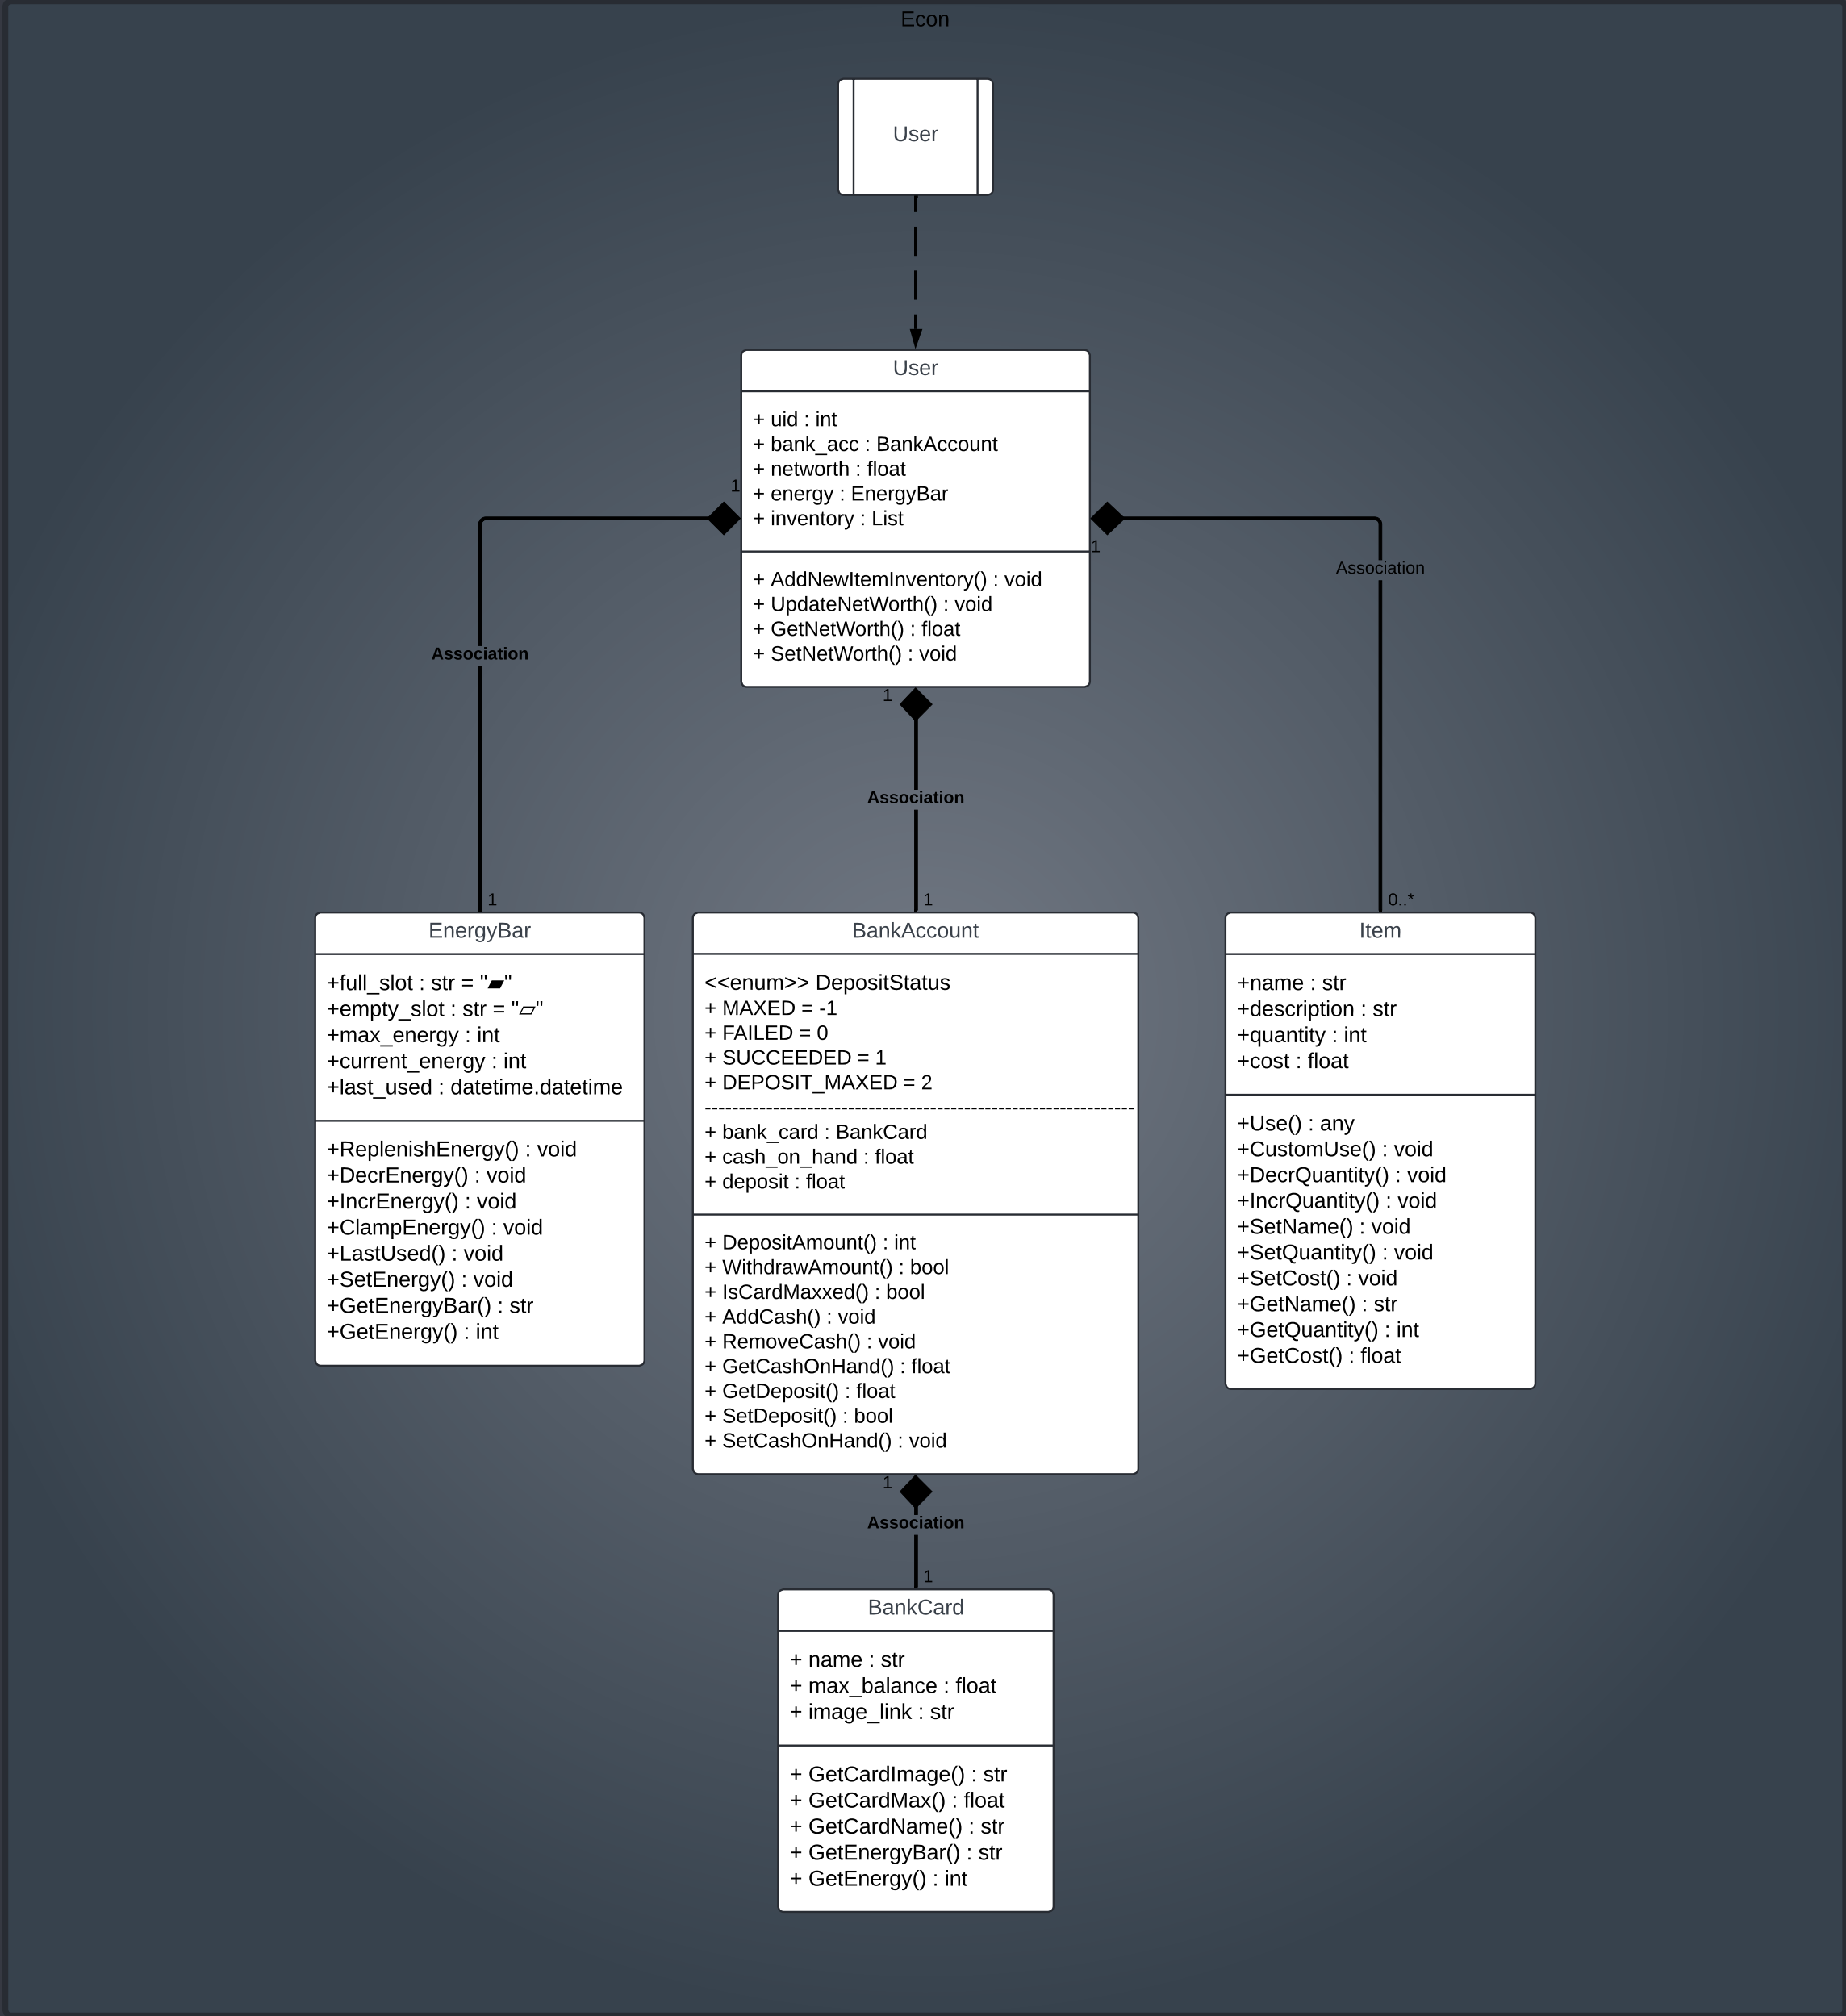 Econ
User
User
+ uid : int
+ bank_acc : BankAccount
+ networth : float
+ energy : EnergyBar
+ inventory : List
+ AddNewItemInventory() : void
+ UpdateNetWorth() : void
+ GetNetWorth() : float
+ SetNetWorth() : void
1
1
1
Association
Association
Association
1
1
0..*
EnergyBar
+full_slot : str = "▰"
+empty_slot : str = "▱"
+max_energy : int
+current_energy : int
+last_used : datetime.datetime
+ReplenishEnergy() : void
+DecrEnergy() : void
+IncrEnergy() : void
+ClampEnergy() : void
+LastUsed() : void
+SetEnergy() : void
+GetEnergyBar() : str
+GetEnergy() : int
BankAccount
<<enum>> DepositStatus
+ MAXED = -1
+ FAILED = 0
+ SUCCEEDED = 1
+ DEPOSIT_MAXED = 2
---------------------------------------------------------------
+ bank_card : BankCard
+ cash_on_hand : float
+ deposit : float
+ DepositAmount() : int
+ WithdrawAmount() : bool
+ IsCardMaxxed() : bool
+ AddCash() : void
+ RemoveCash() : void
+ GetCashOnHand() : float
+ GetDeposit() : float
+ SetDeposit() : bool
+ SetCashOnHand() : void
Item
+name : str
+description : str
+quantity : int
+cost : float
+Use() : any
+CustomUse() : void
+DecrQuantity() : void
+IncrQuantity() : void
+SetName() : void
+SetQuantity() : void
+SetCost() : void
+GetName() : str
+GetQuantity() : int
+GetCost() : float
1
Association
1
BankCard
+ name : str
+ max_balance : float
+ image_link : str
+ GetCardImage() : str
+ GetCardMax() : float
+ GetCardName() : str
+ GetEnergyBar() : str
+ GetEnergy() : int